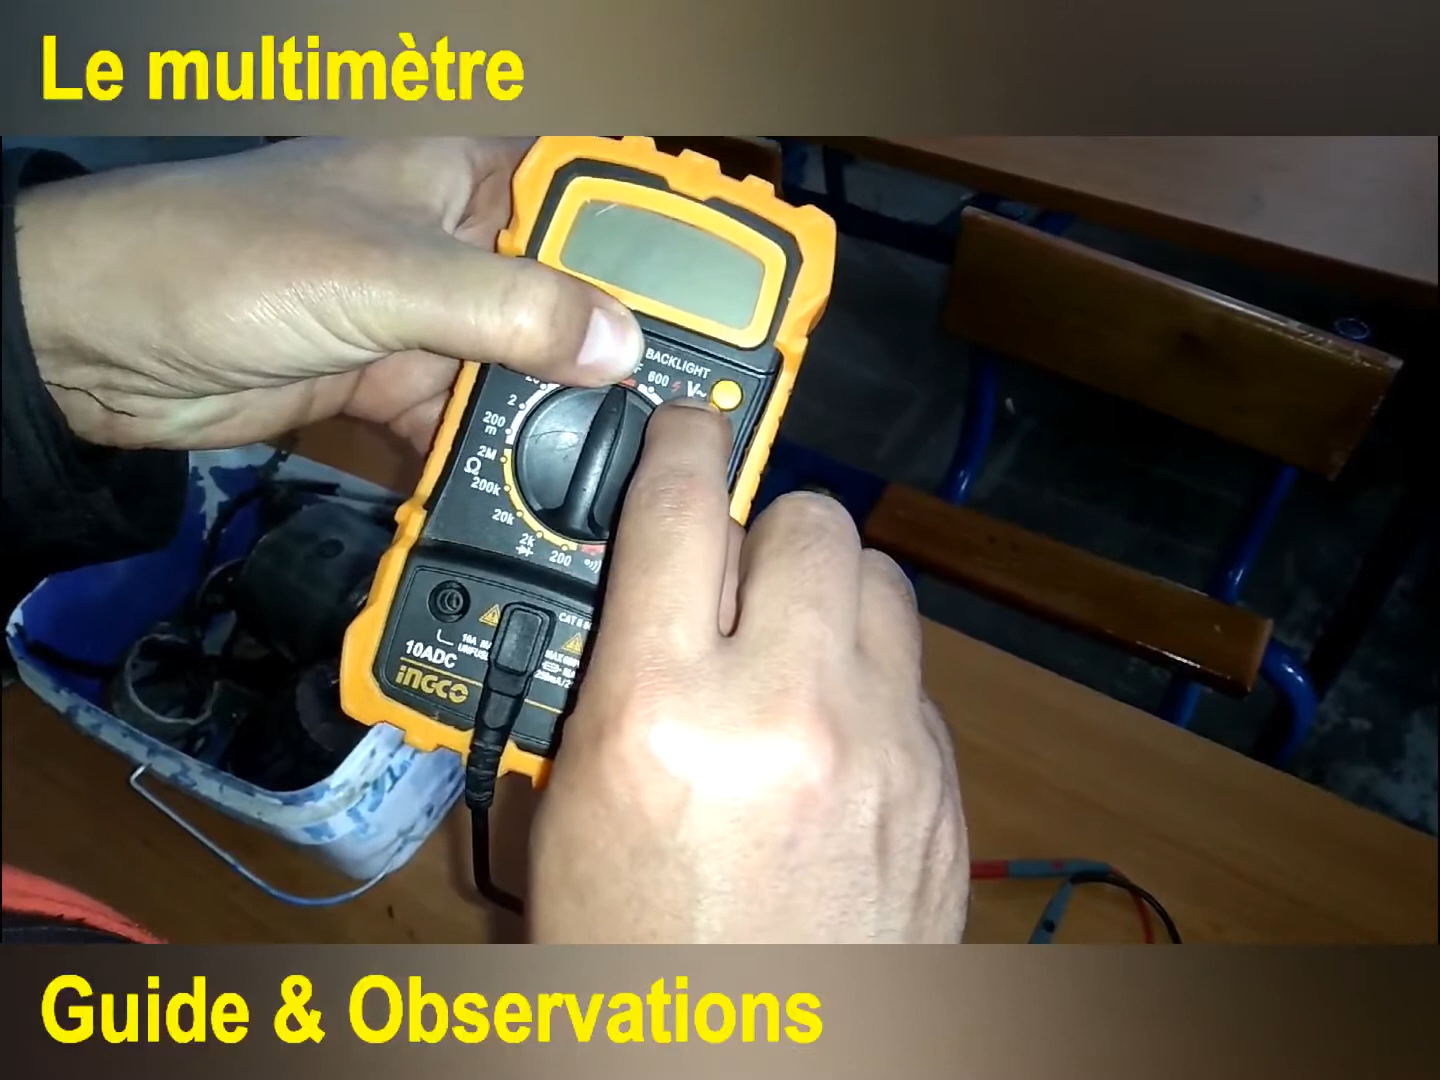 Le multimètre
BACKLIGHT
600 V~
2
200
m
2M
Ω
200k
20k
2k
200
10ADC
INGCO
Guide & Observations